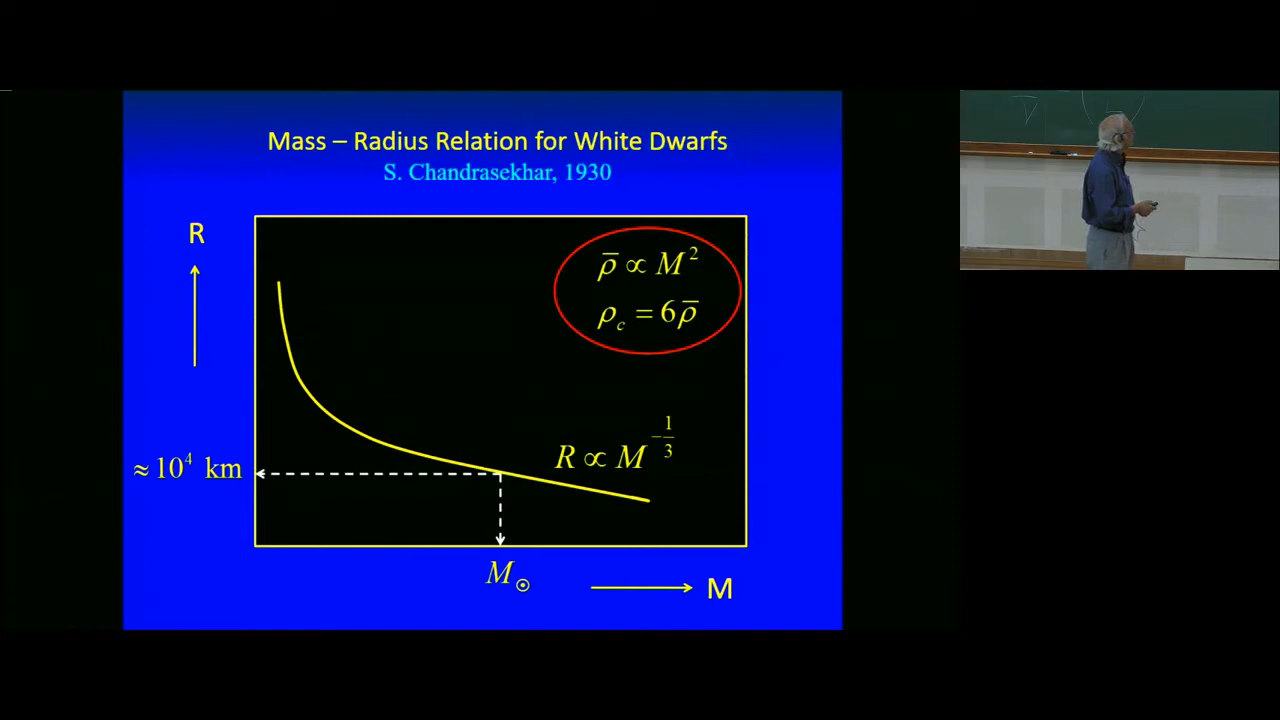 Mass – Radius Relation for White Dwarfs
S. Chandrasekhar, 1930
R
ρ̅ ∝ M²
ρ_c = 6ρ̅
R ∝ M^{-1/3}
≈10⁴ km
M_⊙
M